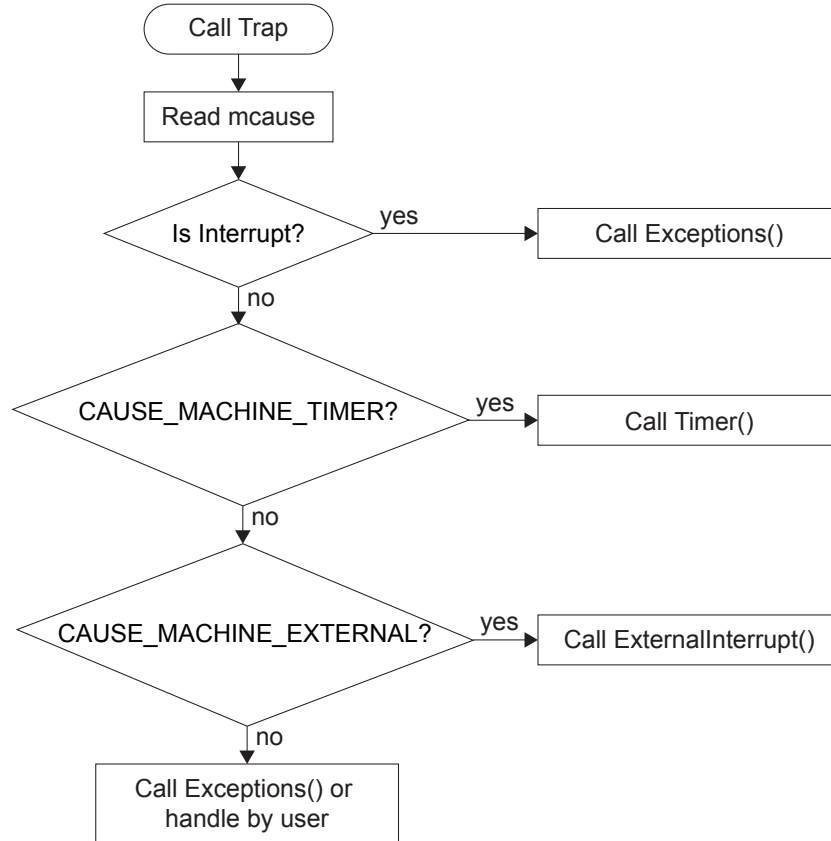 Call Trap
Read mcause
Is Interrupt?
yes
Call Exceptions()
no
CAUSE_MACHINE_TIMER?
yes
Call Timer()
no
CAUSE_MACHINE_EXTERNAL?
yes
Call ExternalInterrupt()
no
Call Exceptions() or
handle by user